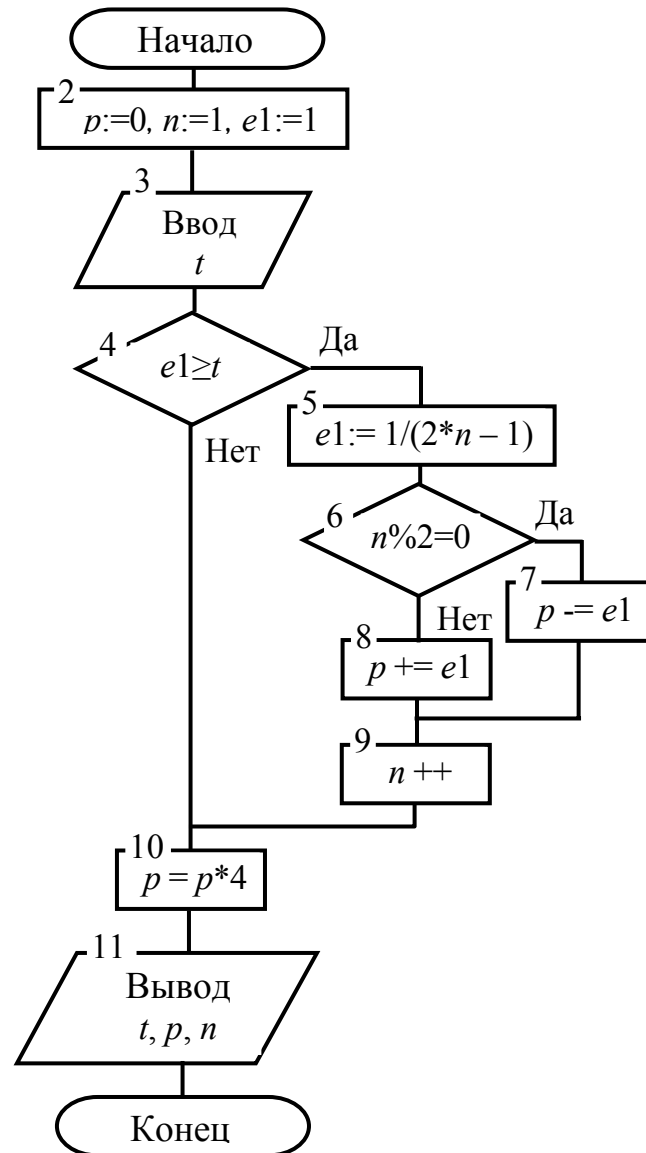 Начало
2
p:=0, n:=1, e1:=1
3
Ввод
t
4
e1≥t
Да
Нет
5
e1:= 1/(2*n – 1)
6
n%2=0
Да
Нет
7
p -= e1
8
p += e1
9
n ++
10
p = p*4
11
Вывод
t, p, n
Конец